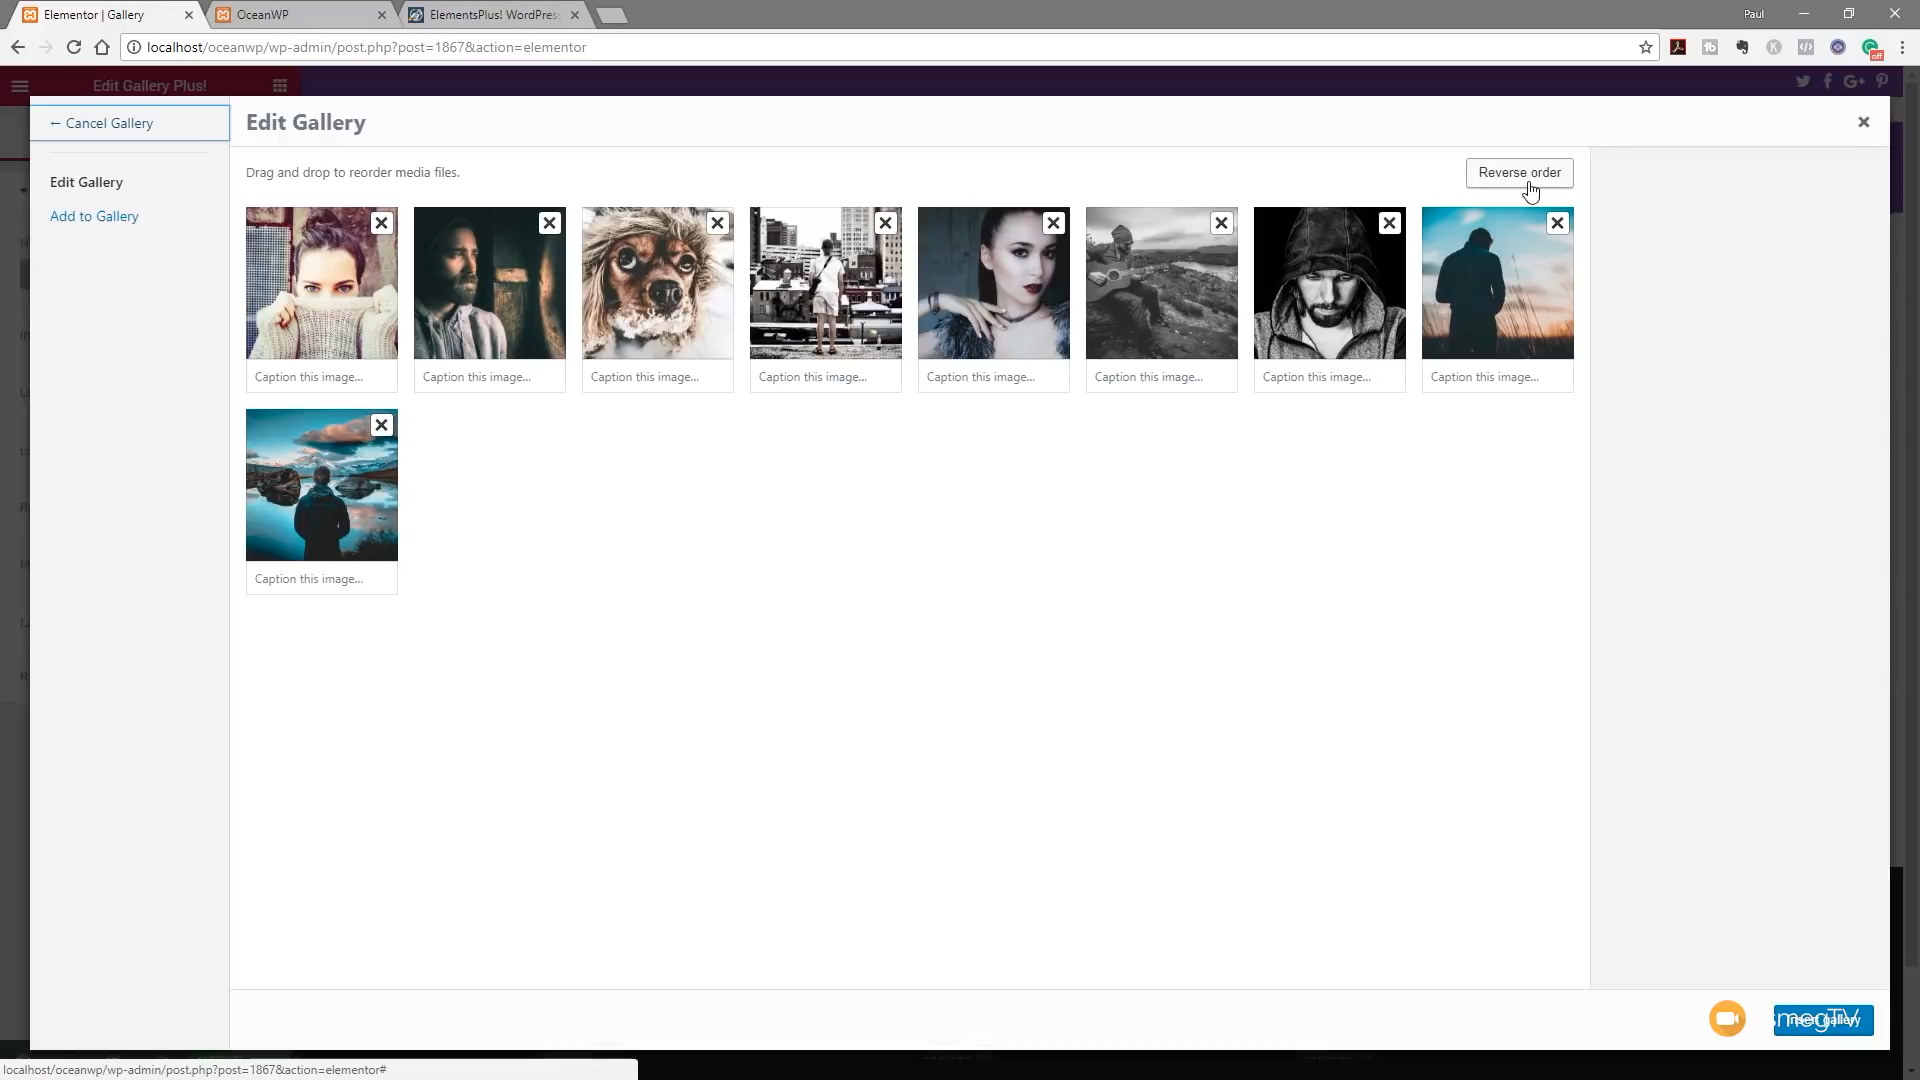 Elementor | Gallery
OceanWP
ElementsPlus! WordPress
Paul
localhost/oceanwp/wp-admin/post.php?post=1867&action=elementor
off
Edit Gallery Plus!
← Cancel Gallery
Edit Gallery
Edit Gallery
Add to Gallery
Drag and drop to reorder media files.
Reverse order
Caption this image...
Caption this image...
Caption this image...
Caption this image...
Caption this image...
Caption this image...
Caption this image...
Caption this image...
Caption this image...
smegTV
localhost/oceanwp/wp-admin/post.php?post=1867&action=elementor#